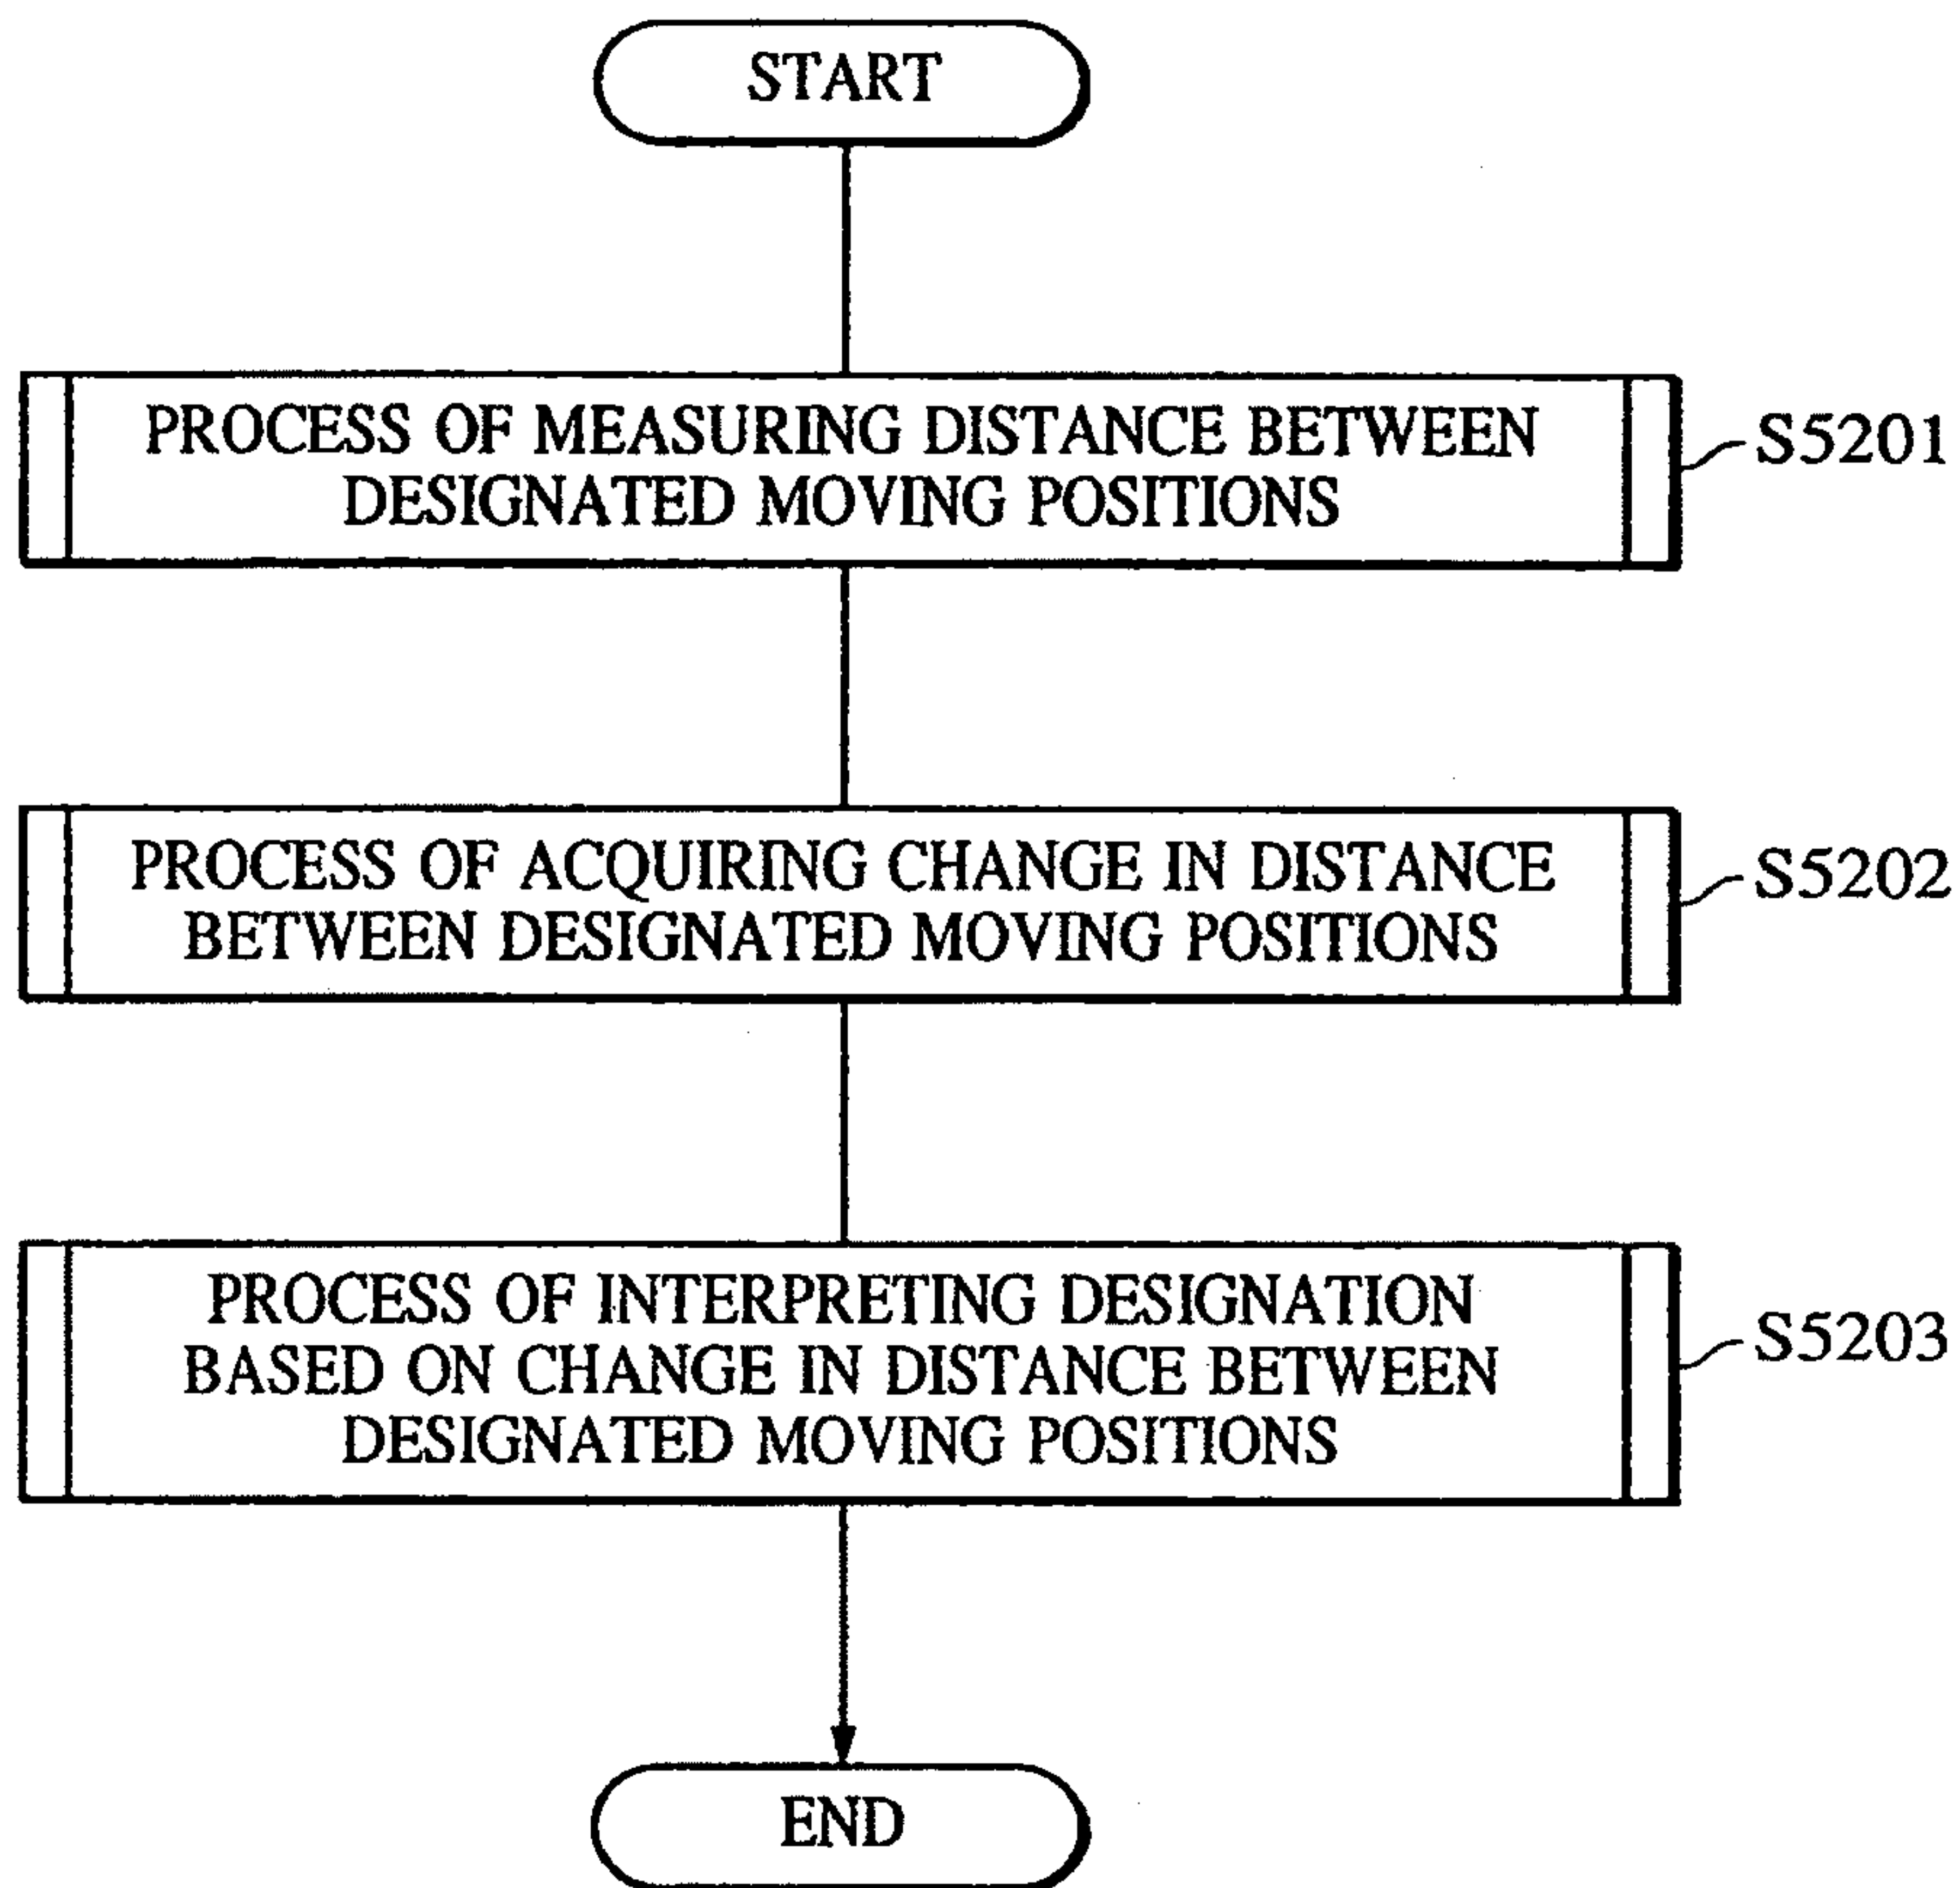 START
PROCESS OF MEASURING DISTANCE BETWEEN
DESIGNATED MOVING POSITIONS
S5201
PROCESS OF ACQUIRING CHANGE IN DISTANCE
BETWEEN DESIGNATED MOVING POSITIONS
S5202
PROCESS OF INTERPRETING DESIGNATION
BASED ON CHANGE IN DISTANCE BETWEEN
DESIGNATED MOVING POSITIONS
S5203
END